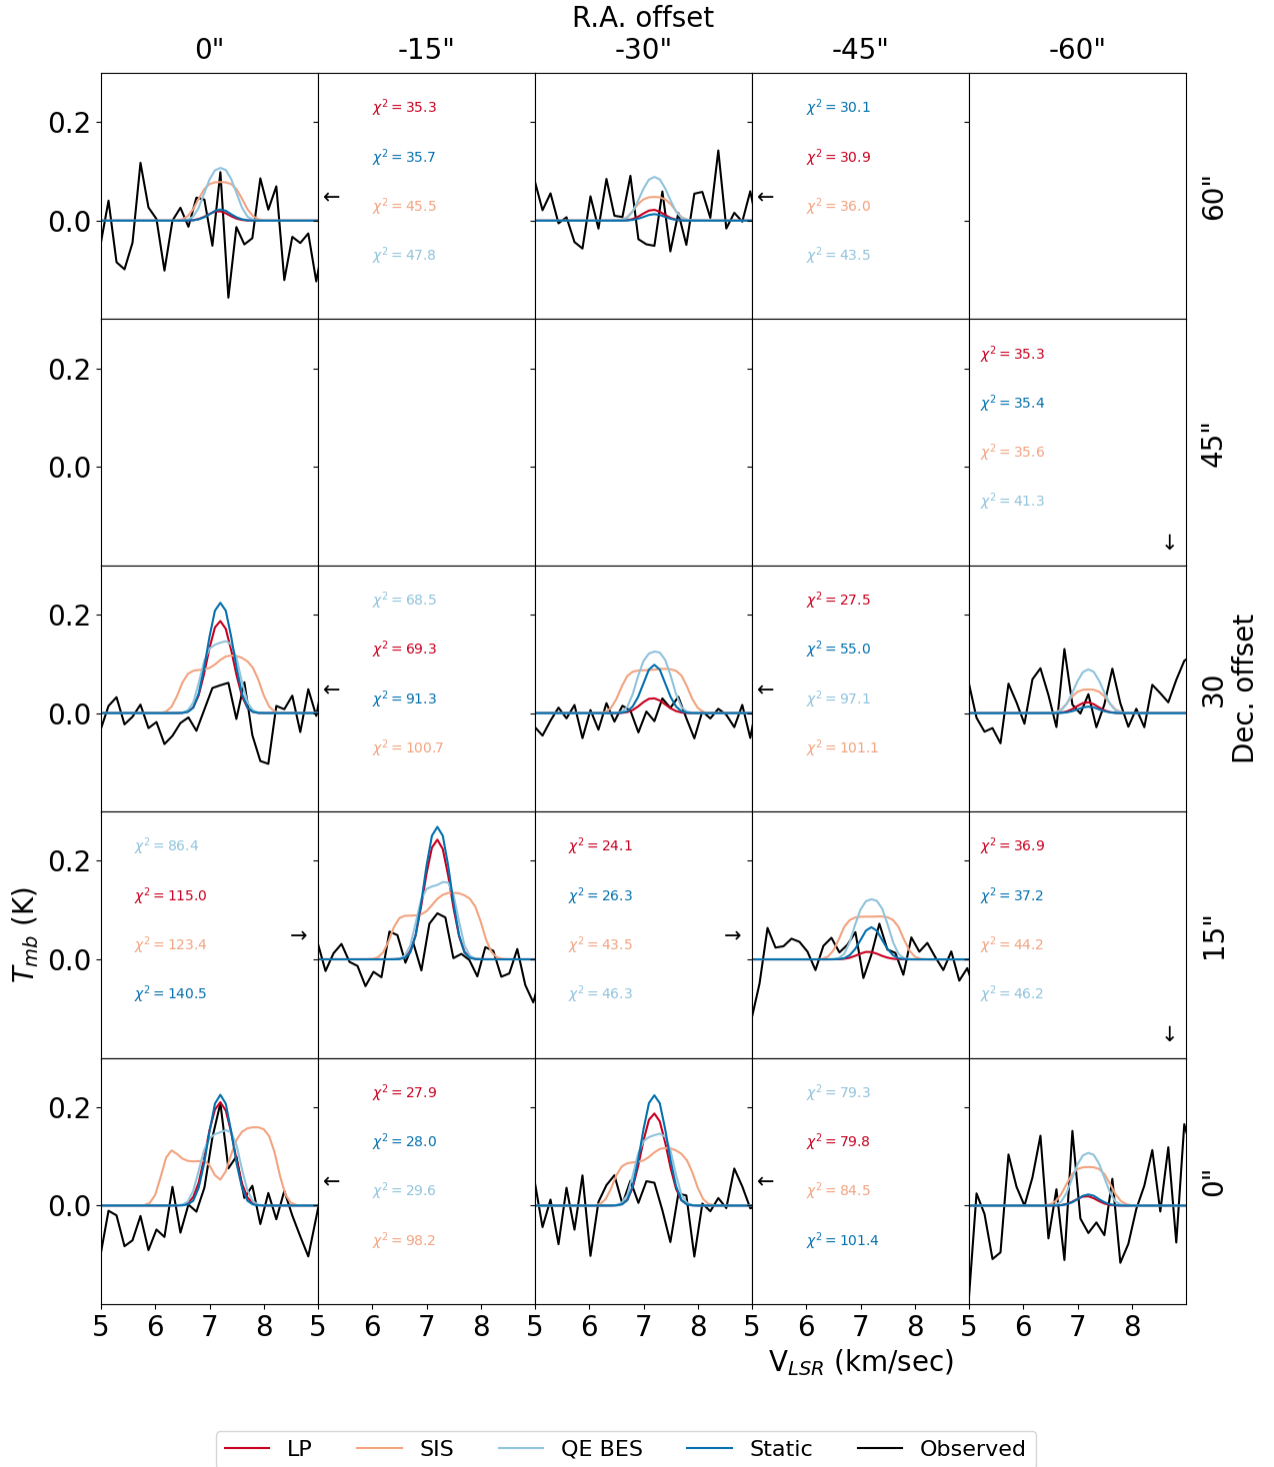 R.A. offset
0" -15" -30" -45" -60"
0.2 χ² = 35.3 χ² = 30.1
χ² = 35.7 χ² = 30.9
← χ² = 45.5 ← χ² = 36.0 60"
0.0 χ² = 47.8 χ² = 43.5
0.2 χ² = 35.3
χ² = 35.4
χ² = 35.6 45"
0.0 χ² = 41.3
↓
0.2 χ² = 68.5 χ² = 27.5
χ² = 69.3 χ² = 55.0
← χ² = 91.3 ← χ² = 97.1 30
0.0 χ² = 100.7 χ² = 101.1
Dec. offset
0.2 χ² = 86.4 χ² = 24.1 χ² = 36.9
χ² = 115.0 χ² = 26.3 χ² = 37.2
χ² = 123.4 → χ² = 43.5 → χ² = 44.2 15"
0.0 χ² = 140.5 χ² = 46.3 χ² = 46.2
↓
T_mb (K)
0.2 χ² = 27.9 χ² = 79.3
χ² = 28.0 χ² = 79.8
← χ² = 29.6 ← χ² = 84.5 0"
0.0 χ² = 98.2 χ² = 101.4
5 6 7 8 5 6 7 8 5 6 7 8 5 6 7 8 5 6 7 8
V_LSR (km/sec)
LP SIS QE BES Static Observed